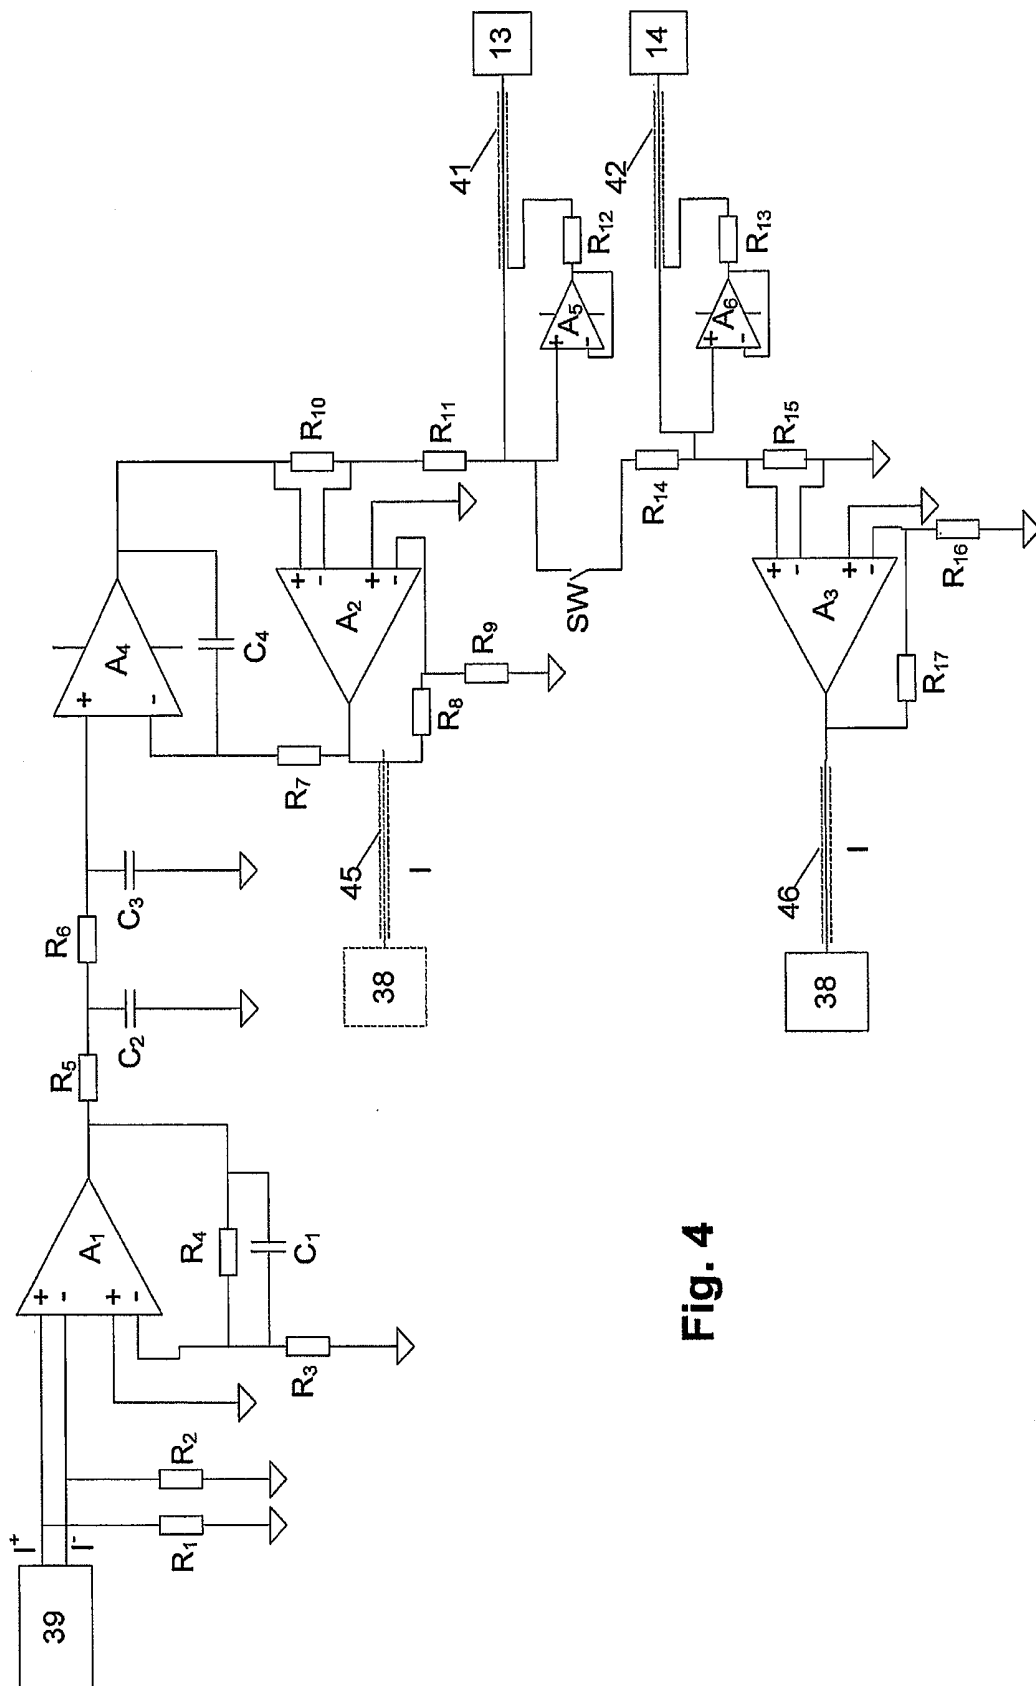 39
I+
I-
R1
R2
+
-
+
-
A1
R3
R4
C1
R5
C2
R6
C3
+
-
A4
C4
R7
R8
R9
+
-
+
-
A2
R10
R11
45
I
38
41
13
+
-
A5
R12
42
14
+
-
A6
R13
SW
R14
R15
+
-
+
-
A3
R16
R17
46
I
38
Fig. 4